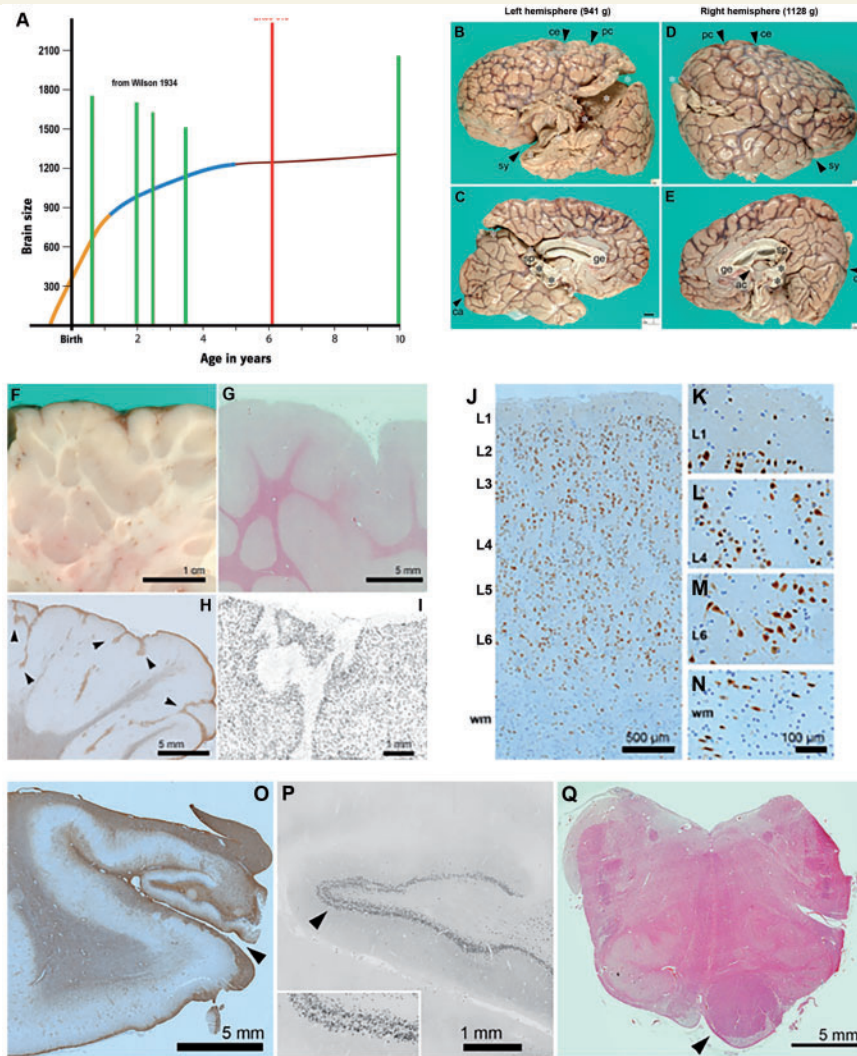 A
Left hemisphere (941 g)
Right hemisphere (1128 g)
2100
1800
1500
1200
900
600
300
Brain size
from Wilson 1934
Birth
2
4
6
8
10
Age in years
B
ce
pc
sy
D
pc
ce
sy
C
sp
ge
ca
E
ge
sp
ac
F
1 cm
G
5 mm
H
5 mm
I
1 mm
J
L1
L2
L3
L4
L5
L6
wm
500 µm
K
L1
L
L4
M
L6
N
wm
100 µm
O
5 mm
P
1 mm
Q
5 mm